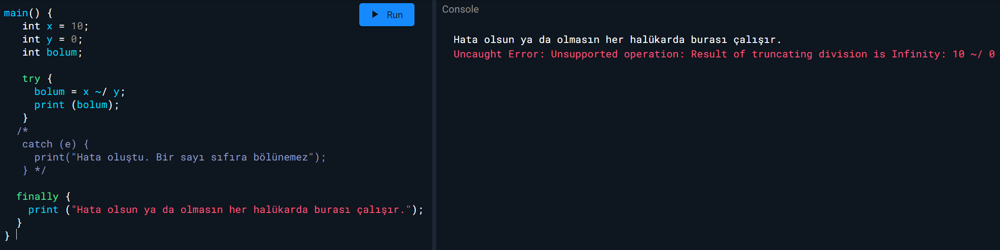 main() {
int x = 10;
int y = 0;
int bolum;
try {
bolum = x ~/ y;
print (bolum);
}
/*
catch (e) {
print("Hata oluştu. Bir sayı sıfıra bölünemez");
} */
finally {
print ("Hata olsun ya da olmasın her halükarda burası çalışır.");
}
}
Run
Console
Hata olsun ya da olmasın her halükarda burası çalışır.
Uncaught Error: Unsupported operation: Result of truncating division is Infinity: 10 ~/ 0